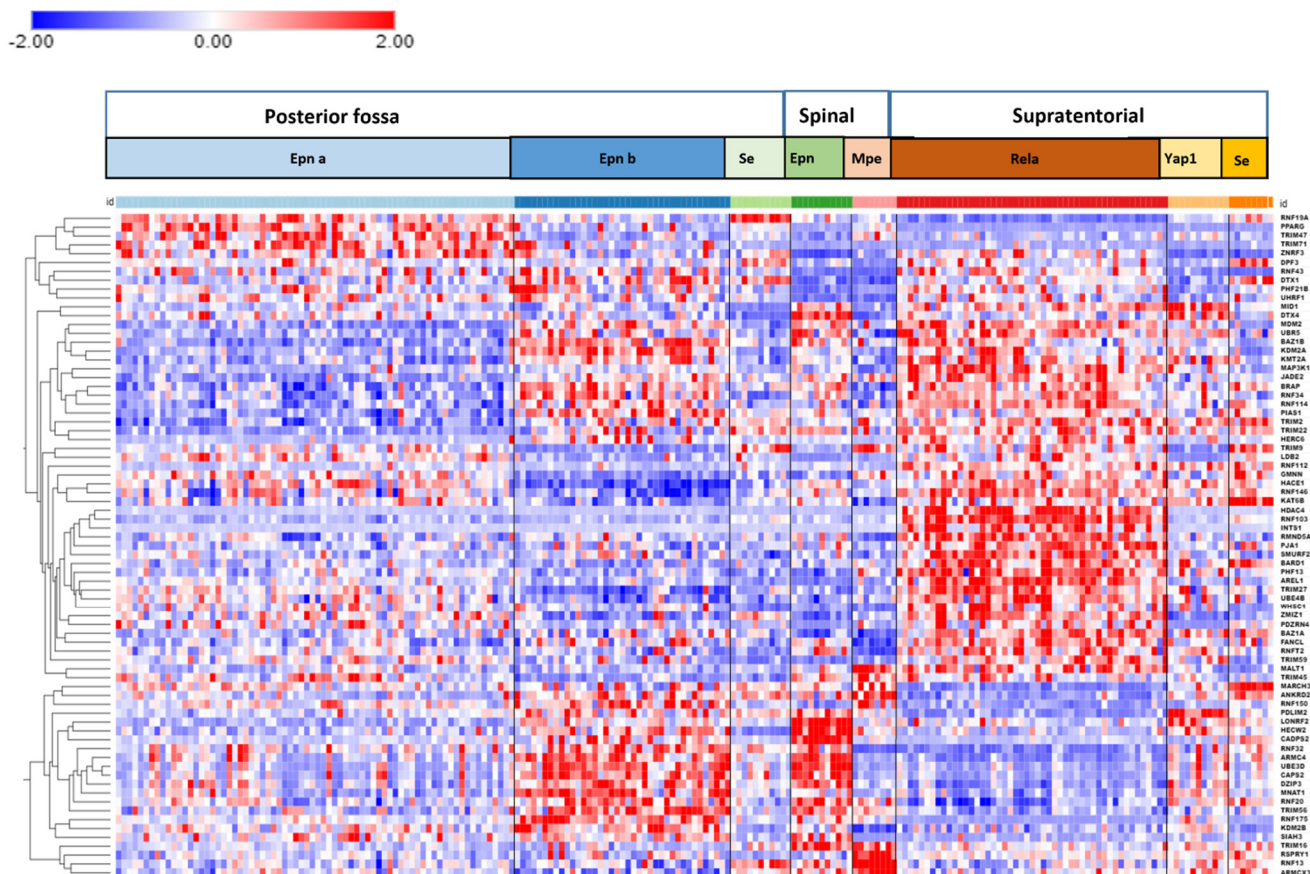 -2.00 0.00 2.00
Posterior fossa Spinal Supratentorial
Epn a Epn b Se Epn Mpe Rela Yap1 Se
id id
RNF19A
PPARG
TRIM47
TRIM71
ZNRF3
DPF3
RNF43
DTX1
PHF21B
UHRF1
MID1
DTX4
MDM2
UBR5
BAZ1B
KDM2A
KMT2A
MAP3K1
JADE2
BRAP
RNF34
RNF114
PIAS1
TRIM2
TRIM22
HERC6
TRIM9
LDB2
RNF112
GMNN
HACE1
RNF146
KAT6B
HDAC4
RNF103
INTS1
RMND5A
PJA1
SMURF2
BARD1
PHF13
AREL1
TRIM27
UBE4B
WHSC1
ZMIZ1
PDZRN4
BAZ1A
FANCL
RNFT2
TRIM59
MALT1
TRIM45
MARCH3
ANKRD2
RNF150
PDLIM2
LONRF2
HECW2
CADPS2
RNF32
ARMC4
UBE3D
CAPS2
DZIP3
MNAT1
RNF20
TRIM56
RNF175
KDM2B
SIAH3
TRIM16
RSPRY1
RNF13